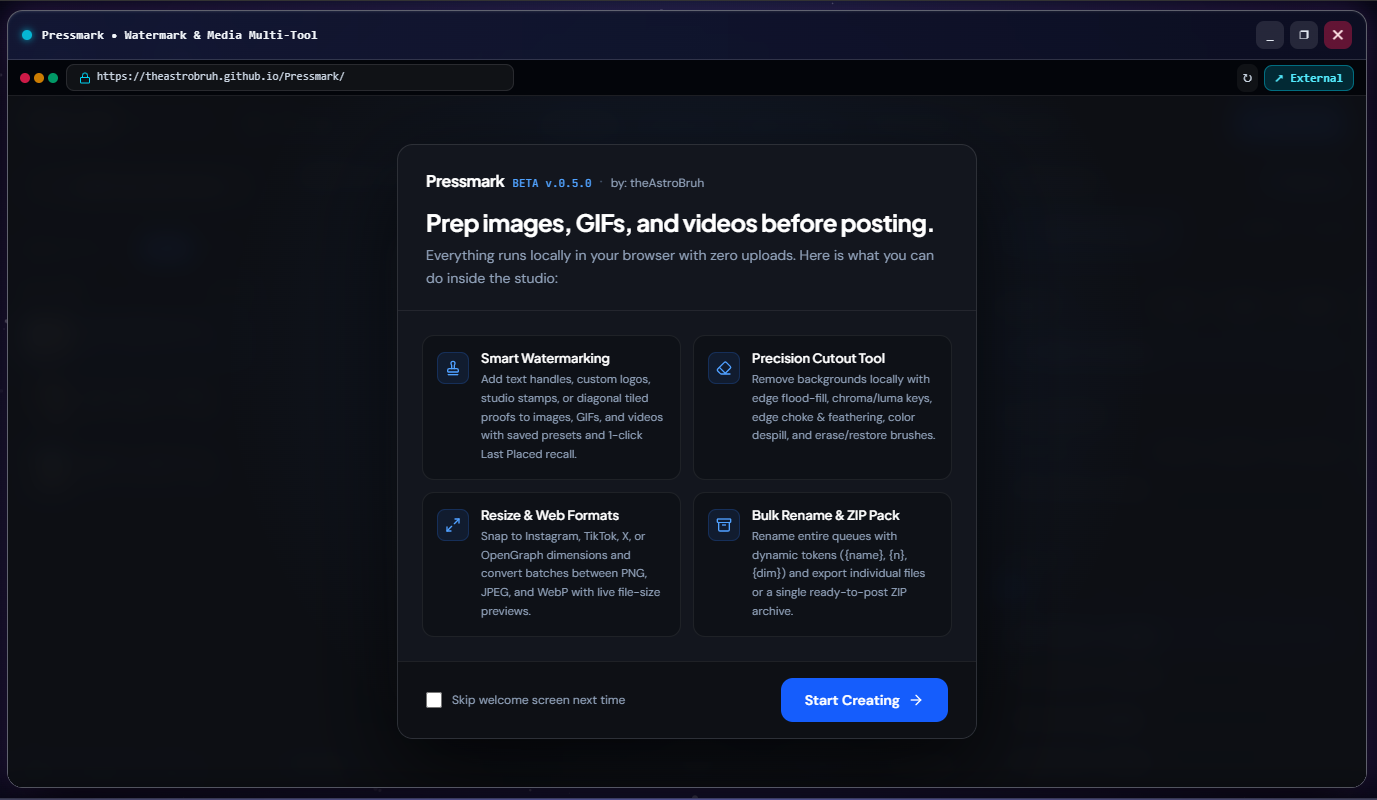 Pressmark • Watermark & Media Multi-Tool
https://theastrobruh.github.io/Pressmark/
↗ External
Pressmark BETA v.0.5.0 · by: theAstroBruh
Prep images, GIFs, and videos before posting.
Everything runs locally in your browser with zero uploads. Here is what you can
do inside the studio:
Smart Watermarking
Add text handles, custom logos,
studio stamps, or diagonal tiled
proofs to images, GIFs, and videos
with saved presets and 1-click
Last Placed recall.
Precision Cutout Tool
Remove backgrounds locally with
edge flood-fill, chroma/luma keys,
edge choke & feathering, color
despill, and erase/restore brushes.
Resize & Web Formats
Snap to Instagram, TikTok, X, or
OpenGraph dimensions and
convert batches between PNG,
JPEG, and WebP with live file-size
previews.
Bulk Rename & ZIP Pack
Rename entire queues with
dynamic tokens ({name}, {n},
{dim}) and export individual files
or a single ready-to-post ZIP
archive.
Skip welcome screen next time
Start Creating →